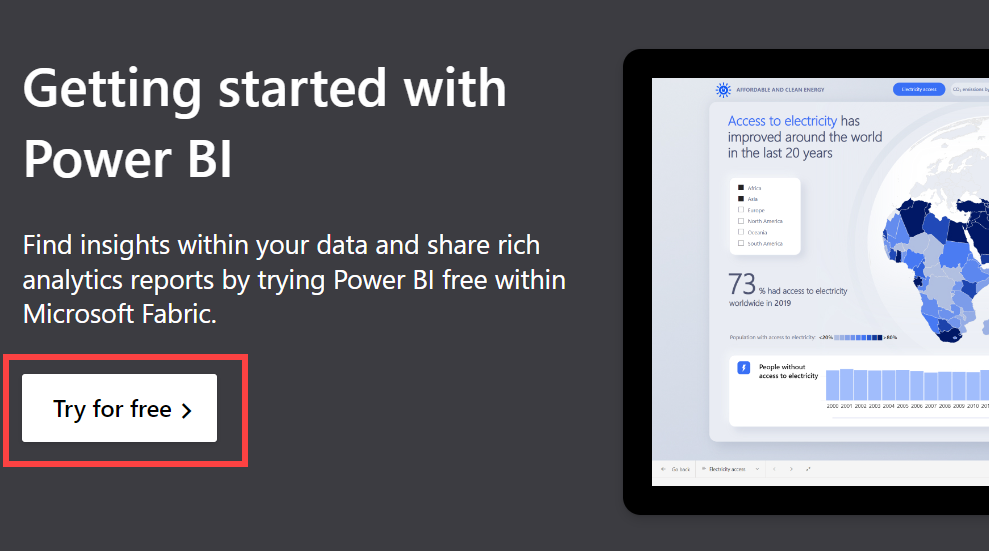 Getting started with
Power BI
Find insights within your data and share rich
analytics reports by trying Power BI free within
Microsoft Fabric.
Try for free
AFFORDABLE AND CLEAN ENERGY
Electricity access
CO₂ emissions by
Access to electricity has
improved around the world
in the last 20 years
Africa
Asia
Europe
North America
Oceania
South America
73 % had access to electricity
worldwide in 2019
Population with access to electricity: <20% >80%
People without
access to electricity
2000 2001 2002 2003 2004 2005 2006 2007 2008 2009 2010
Go back
Electricity access